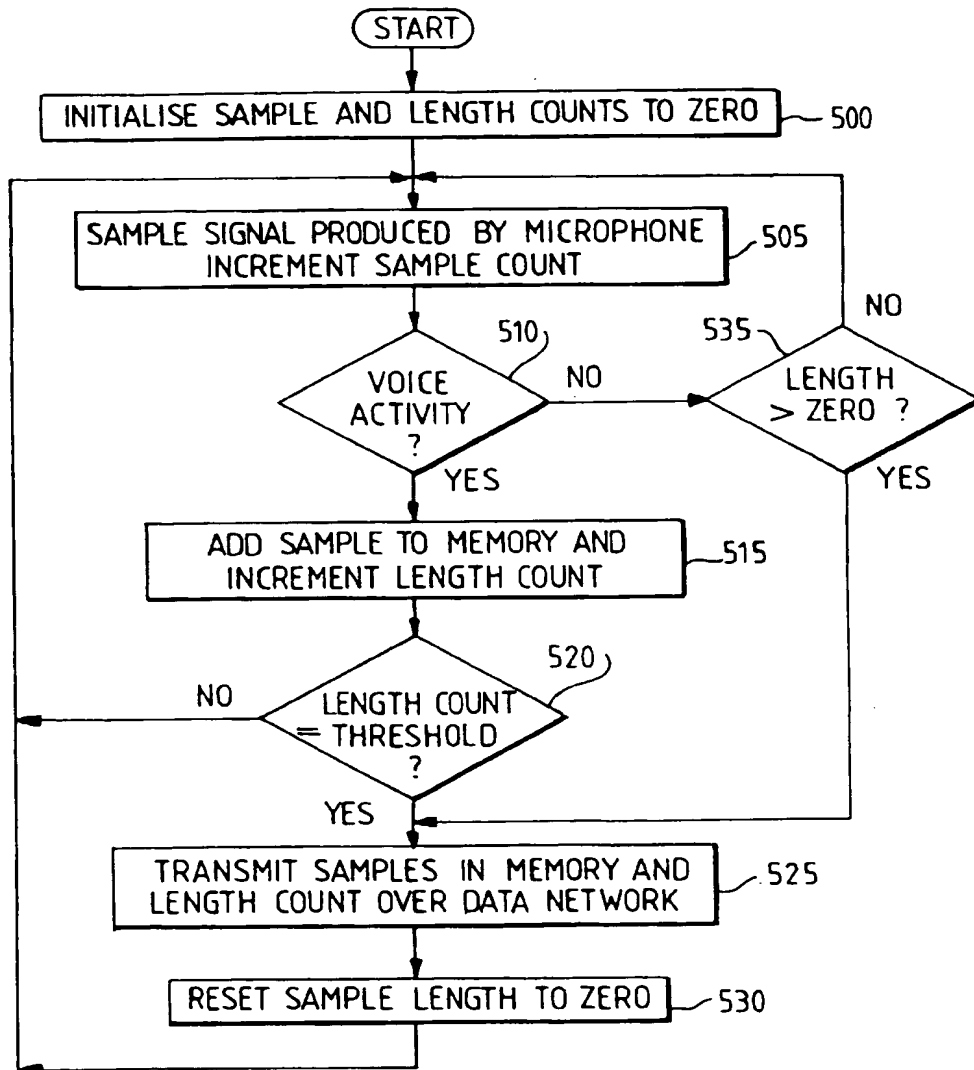 START
INITIALISE SAMPLE AND LENGTH COUNTS TO ZERO
500
SAMPLE SIGNAL PRODUCED BY MICROPHONE
INCREMENT SAMPLE COUNT
505
510
VOICE
ACTIVITY
?
NO
YES
535
LENGTH
> ZERO ?
NO
YES
ADD SAMPLE TO MEMORY AND
INCREMENT LENGTH COUNT
515
520
LENGTH COUNT
= THRESHOLD
?
NO
YES
TRANSMIT SAMPLES IN MEMORY AND
LENGTH COUNT OVER DATA NETWORK
525
RESET SAMPLE LENGTH TO ZERO
530